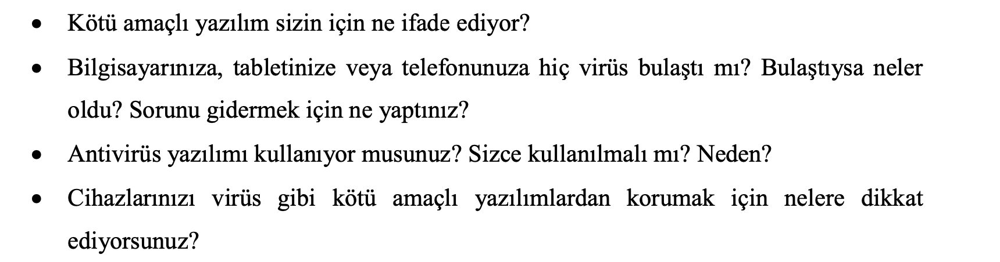 • Kötü amaçlı yazılım sizin için ne ifade ediyor?
• Bilgisayarınıza, tabletinize veya telefonunuza hiç virüs bulaştı mı? Bulaştıysa neler
oldu? Sorunu gidermek için ne yaptınız?
• Antivirüs yazılımı kullanıyor musunuz? Sizce kullanılmalı mı? Neden?
• Cihazlarınızı virüs gibi kötü amaçlı yazılımlardan korumak için nelere dikkat
ediyorsunuz?